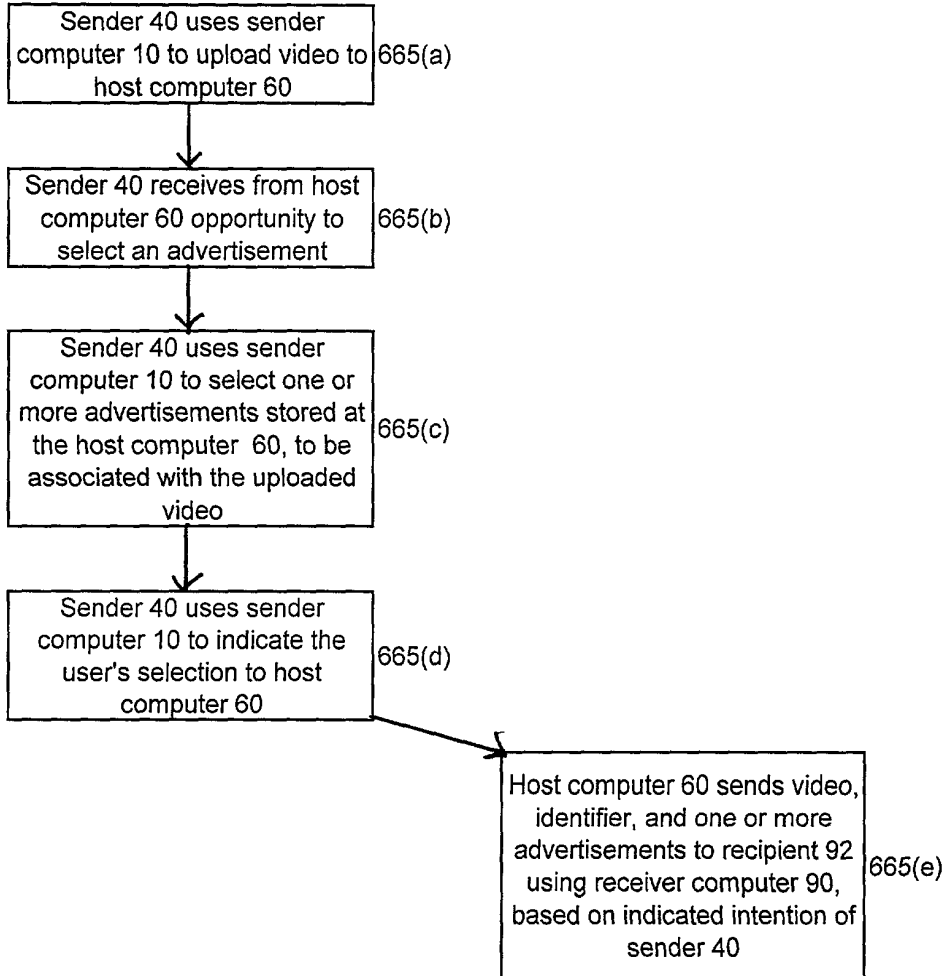 Sender 40 uses sender
computer 10 to upload video to
host computer 60
665(a)
Sender 40 receives from host
computer 60 opportunity to
select an advertisement
665(b)
Sender 40 uses sender
computer 10 to select one or
more advertisements stored at
the host computer 60, to be
associated with the uploaded
video
665(c)
Sender 40 uses sender
computer 10 to indicate the
user's selection to host
computer 60
665(d)
Host computer 60 sends video,
identifier, and one or more
advertisements to recipient 92
using receiver computer 90,
based on indicated intention of
sender 40
665(e)